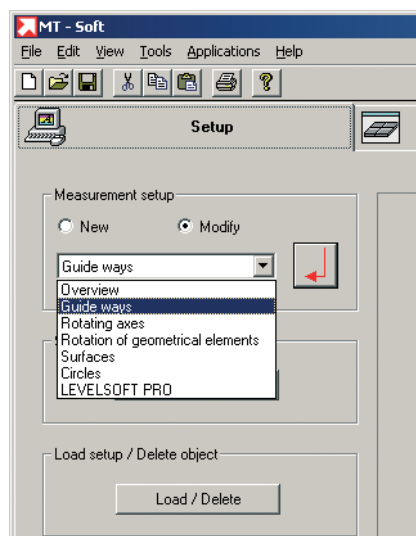 MT - Soft
File Edit View Tools Applications Help
Setup
Measurement setup
New Modify
Guide ways
Overview
Guide ways
Rotating axes
Rotation of geometrical elements
Surfaces
Circles
LEVELSOFT PRO
Load setup / Delete object
Load / Delete